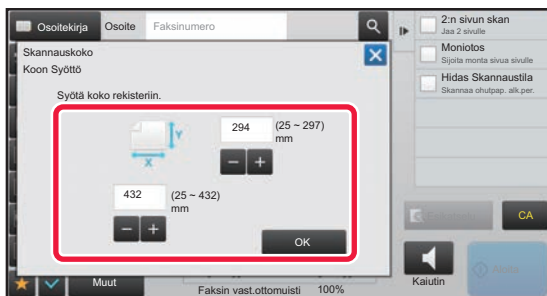 Osoitekirja Osoite Faksinumero
2:n sivun skan
Jaa 2 sivulle
Moniotos
Sijoita monta sivua sivulle
Hidas Skannaustila
Skannaa ohutpap. alk.per.
Skannauskoko
Koon Syöttö
Syötä koko rekisteriin.
Y
294 (25 ~ 297)
mm
X
− +
432 (25 ~ 432)
mm
− +
OK
CA
Muut
Kaiutin
Faksin vast.ottomuisti 100%